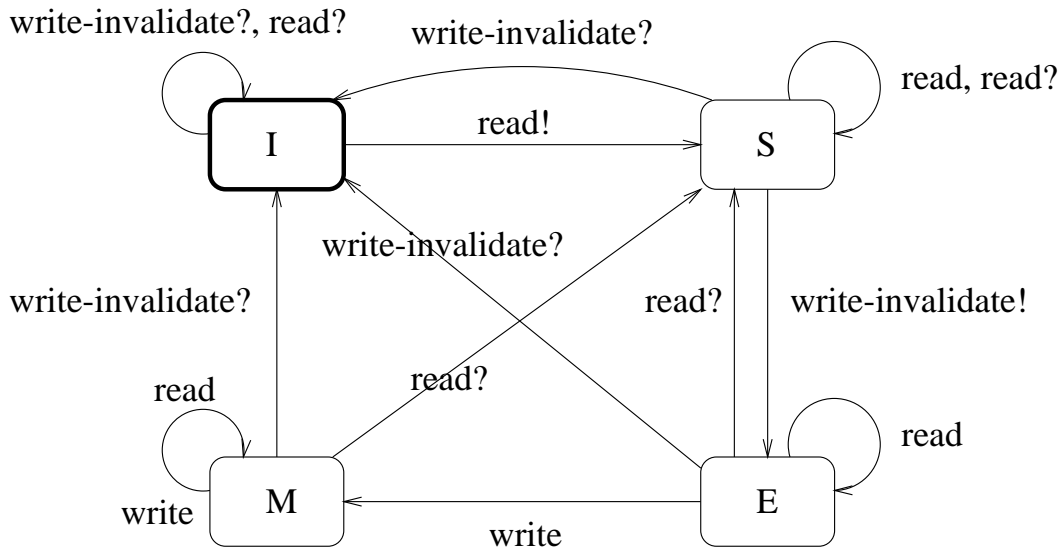 write-invalidate?, read?
write-invalidate?
read, read?
I
read!
S
write-invalidate?
write-invalidate?
read?
write-invalidate!
read
read?
read
write
M
write
E